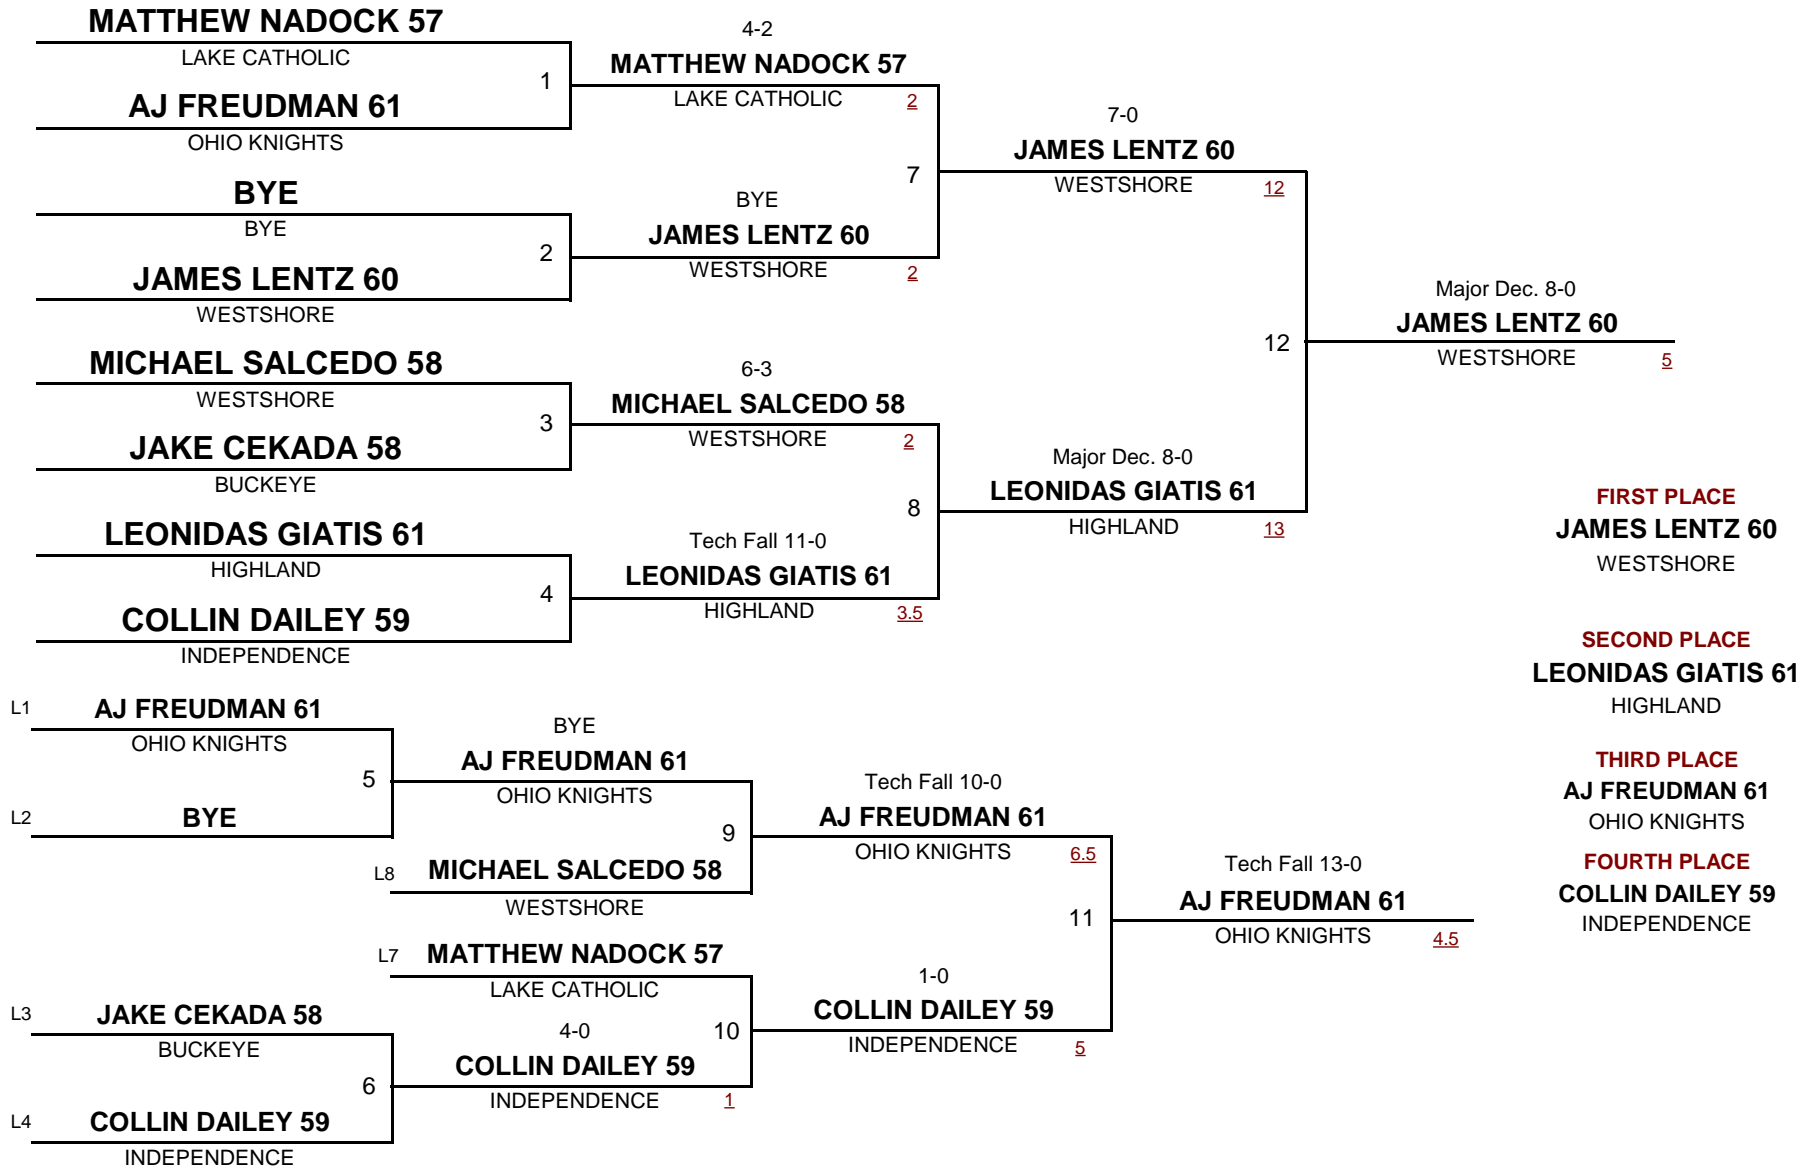 MATTHEW NADOCK 57
LAKE CATHOLIC
1
AJ FREUDMAN 61
OHIO KNIGHTS
4-2
MATTHEW NADOCK 57
LAKE CATHOLIC
2
BYE
BYE
2
JAMES LENTZ 60
WESTSHORE
BYE
JAMES LENTZ 60
WESTSHORE
2
7
7-0
JAMES LENTZ 60
WESTSHORE
12
MICHAEL SALCEDO 58
WESTSHORE
3
JAKE CEKADA 58
BUCKEYE
6-3
MICHAEL SALCEDO 58
WESTSHORE
2
LEONIDAS GIATIS 61
HIGHLAND
4
COLLIN DAILEY 59
INDEPENDENCE
Tech Fall 11-0
LEONIDAS GIATIS 61
HIGHLAND
3.5
8
Major Dec. 8-0
LEONIDAS GIATIS 61
HIGHLAND
13
12
Major Dec. 8-0
JAMES LENTZ 60
WESTSHORE
5
FIRST PLACE
JAMES LENTZ 60
WESTSHORE
SECOND PLACE
LEONIDAS GIATIS 61
HIGHLAND
THIRD PLACE
AJ FREUDMAN 61
OHIO KNIGHTS
FOURTH PLACE
COLLIN DAILEY 59
INDEPENDENCE
L1
AJ FREUDMAN 61
OHIO KNIGHTS
5
L2
BYE
BYE
AJ FREUDMAN 61
OHIO KNIGHTS
9
L8
MICHAEL SALCEDO 58
WESTSHORE
Tech Fall 10-0
AJ FREUDMAN 61
OHIO KNIGHTS
6.5
L7
MATTHEW NADOCK 57
LAKE CATHOLIC
L3
JAKE CEKADA 58
BUCKEYE
6
L4
COLLIN DAILEY 59
INDEPENDENCE
4-0
COLLIN DAILEY 59
INDEPENDENCE
1
10
1-0
COLLIN DAILEY 59
INDEPENDENCE
5
11
Tech Fall 13-0
AJ FREUDMAN 61
OHIO KNIGHTS
4.5